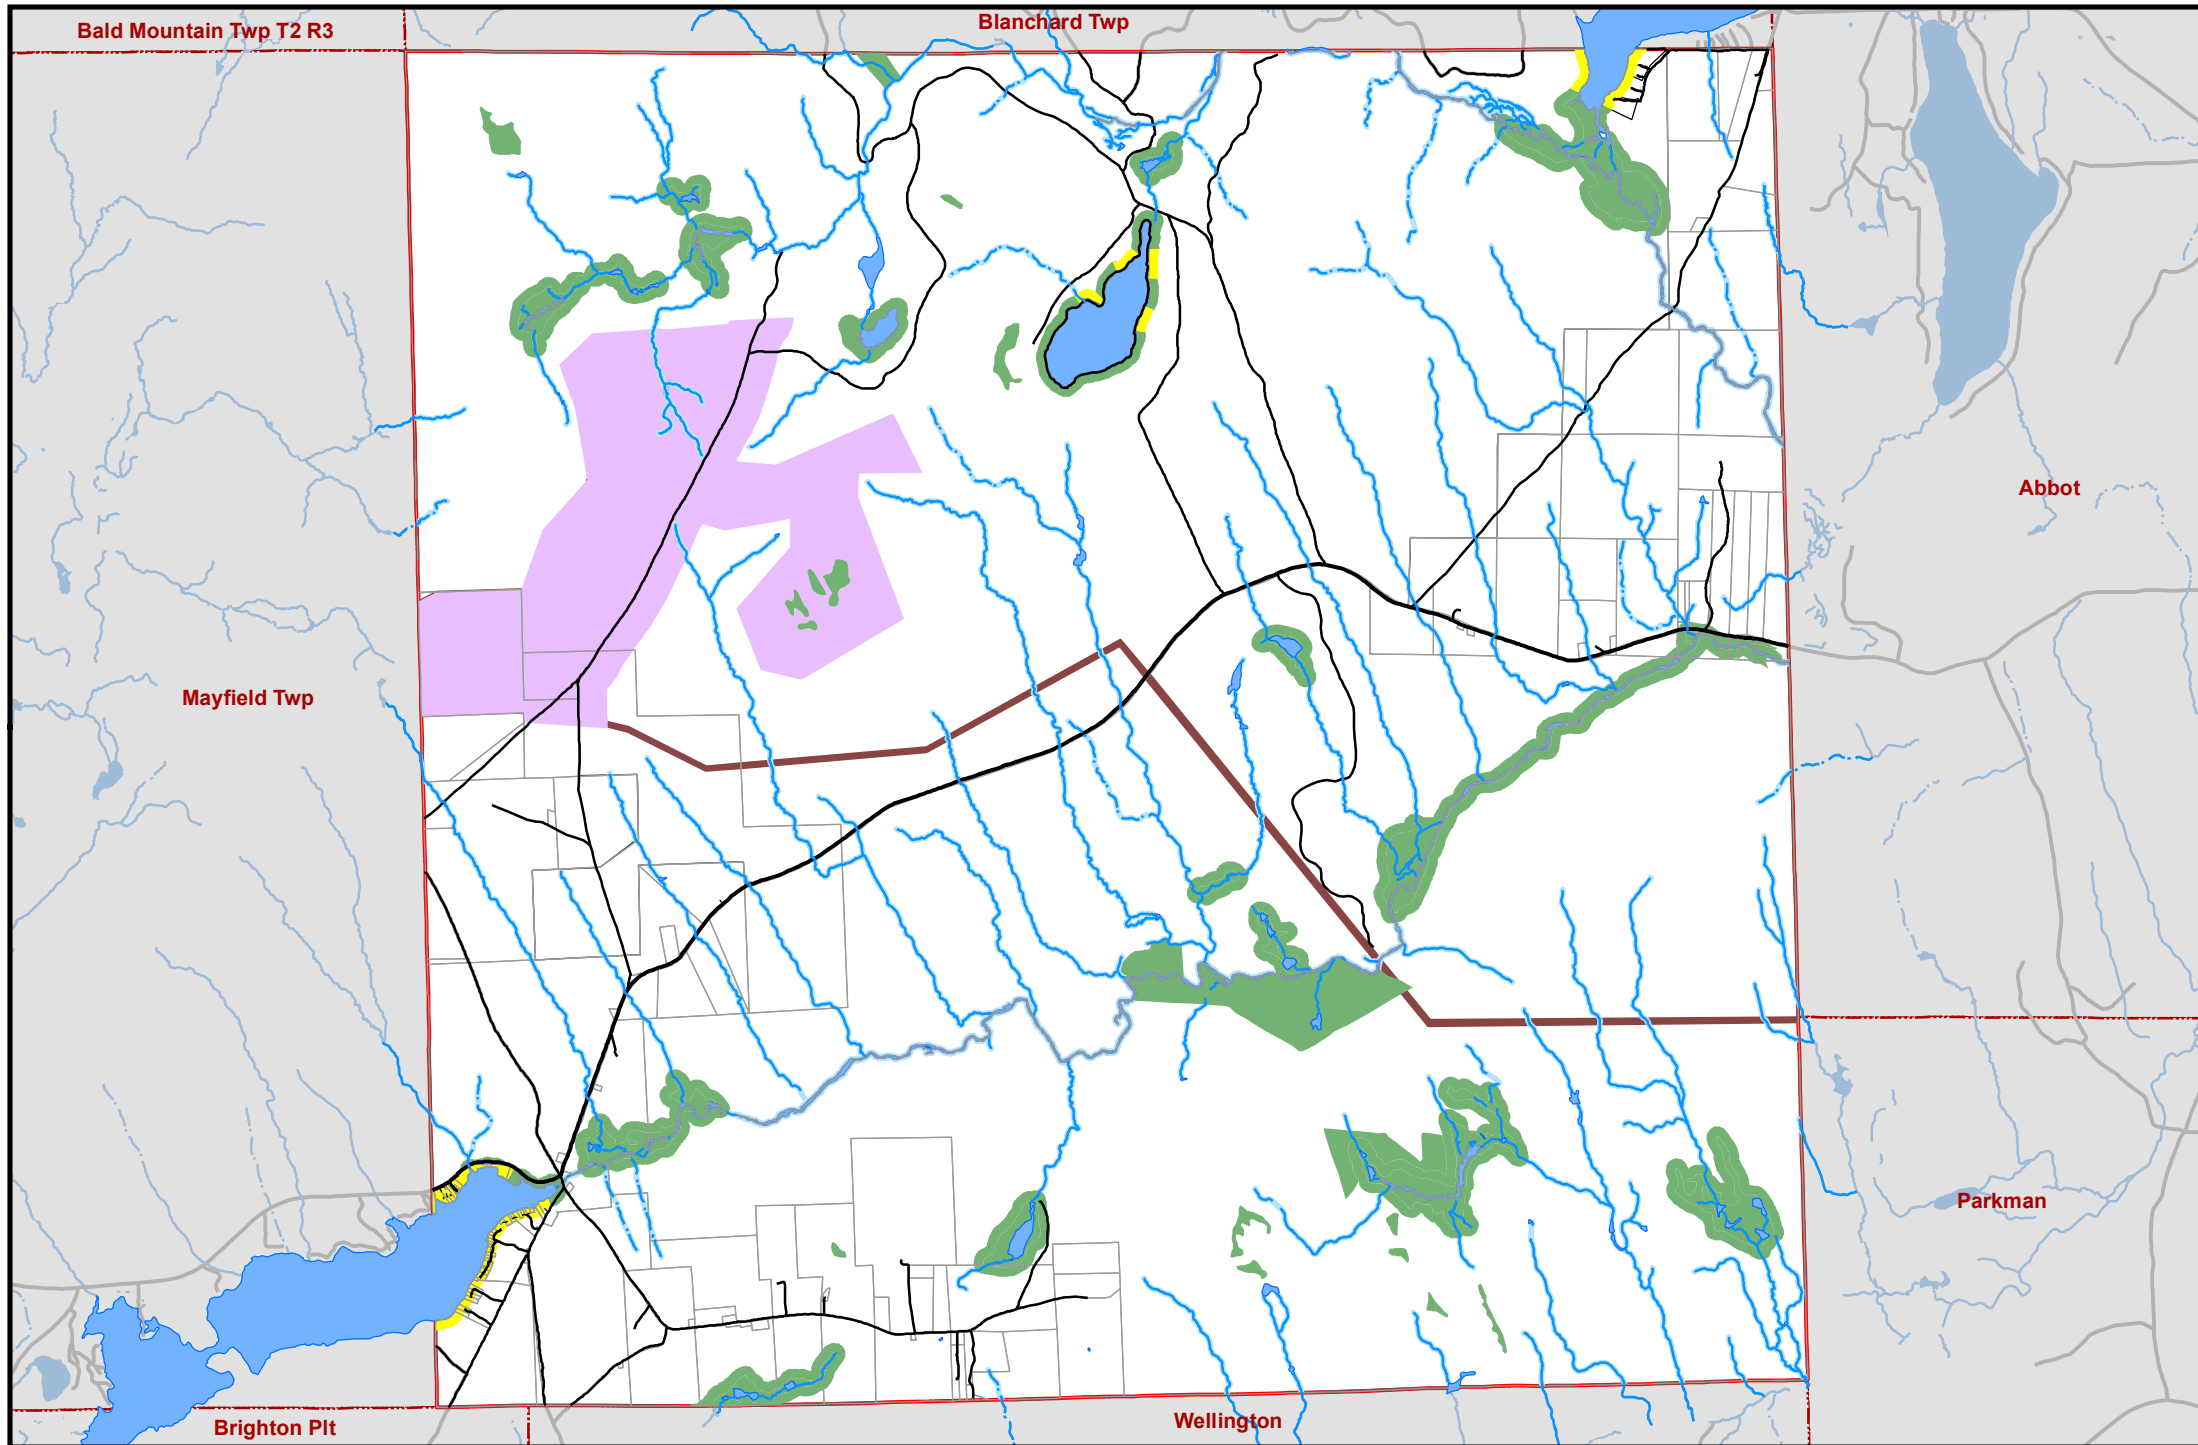 Bald Mountain Twp T2 R3
Blanchard Twp
Abbot
Mayfield Twp
Parkman
Brighton Plt
Wellington